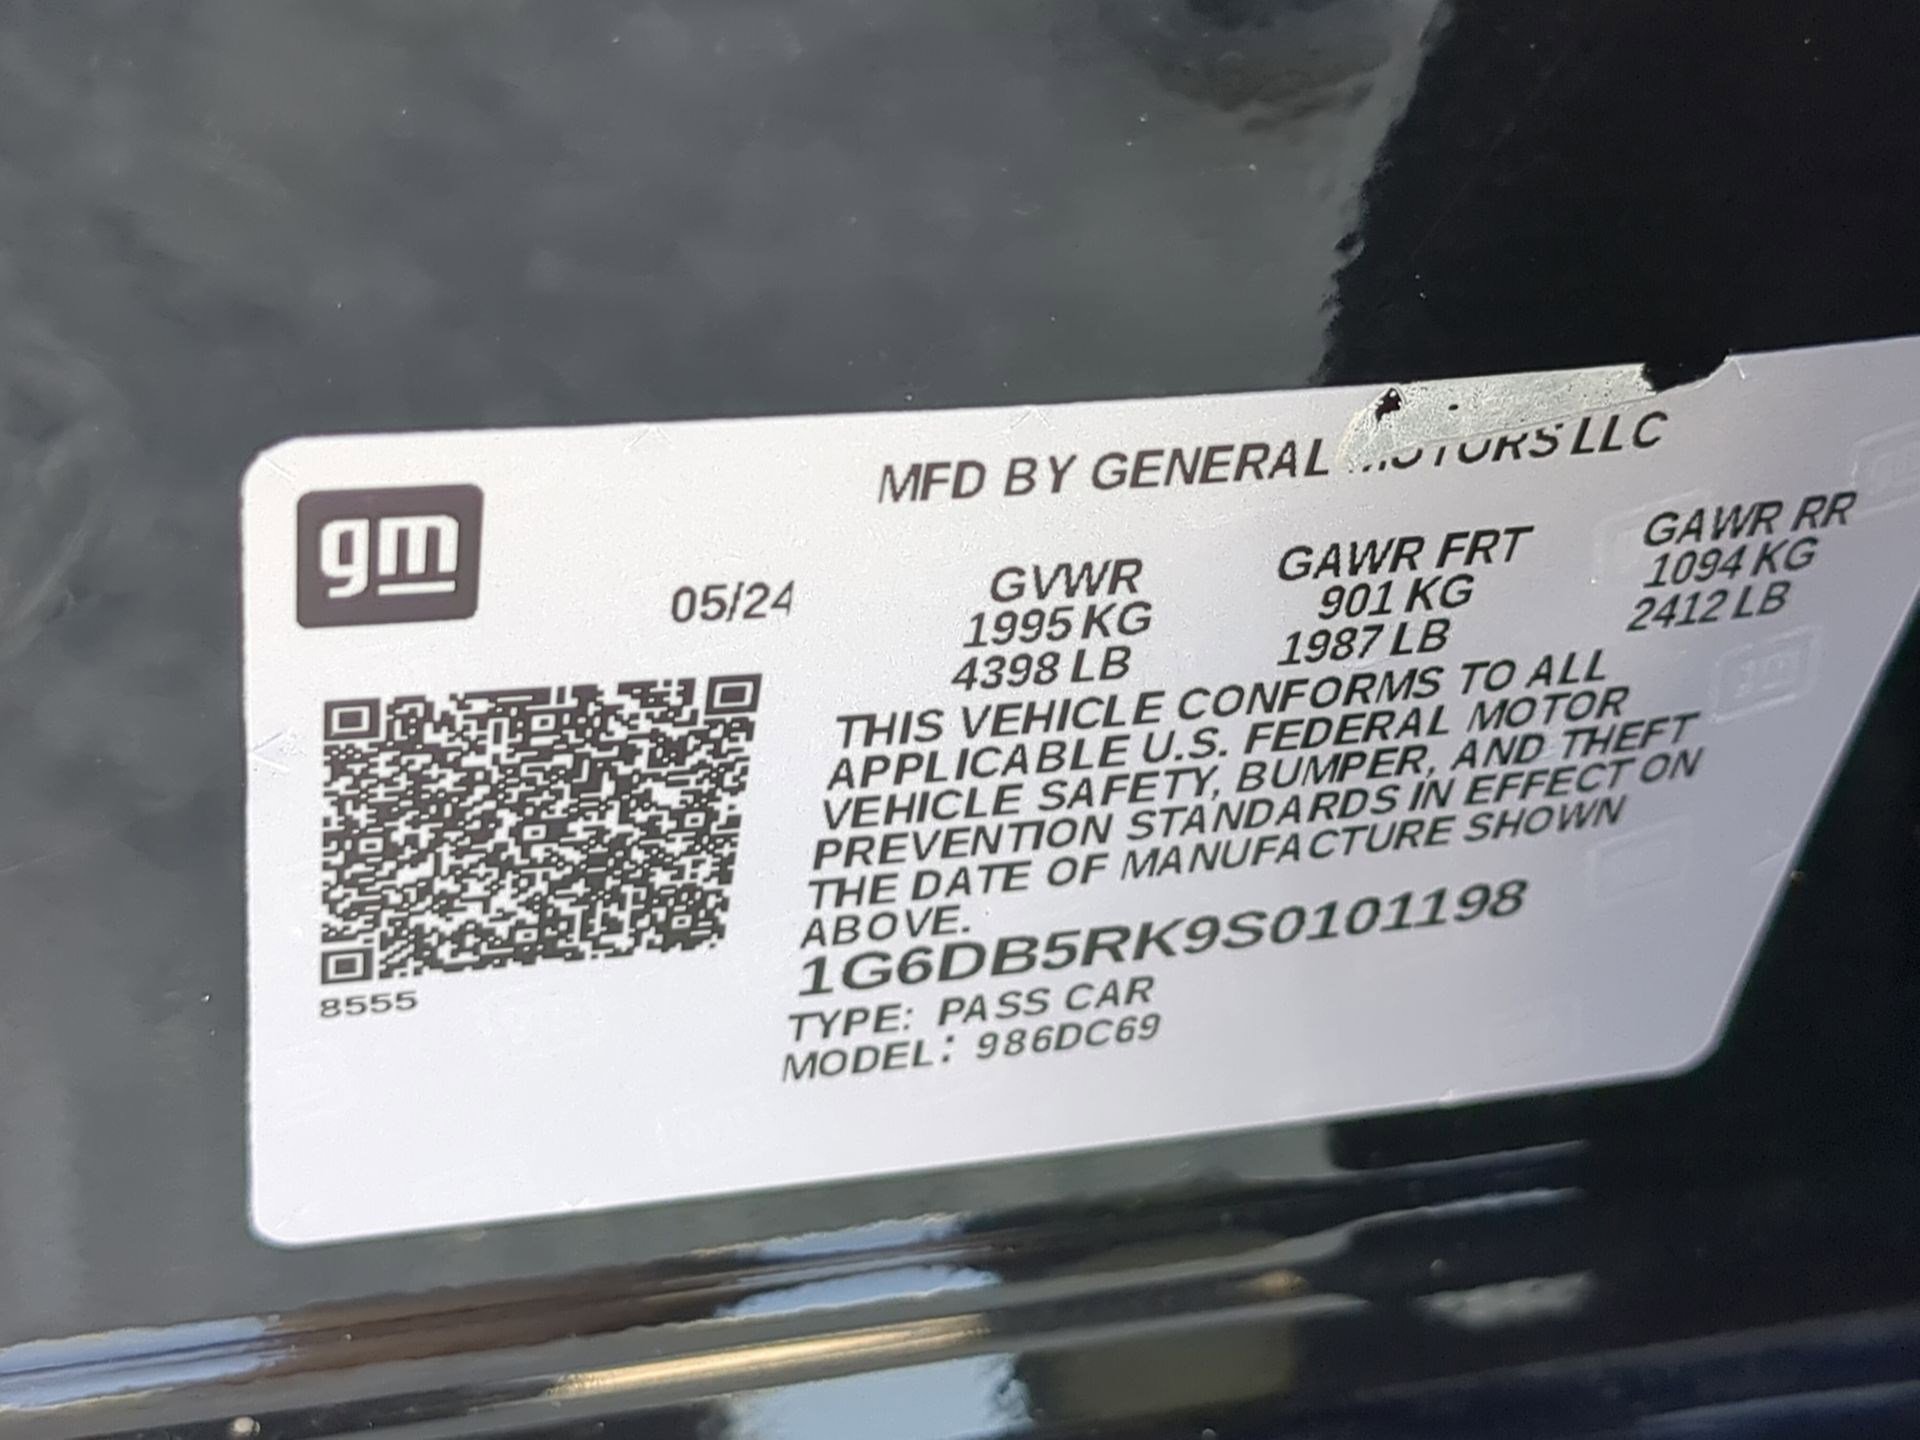 gm
MFD BY GENERAL MOTORS LLC
05/24
GVWR
1995 KG
4398 LB
GAWR FRT
901 KG
1987 LB
GAWR RR
1094 KG
2412 LB
THIS VEHICLE CONFORMS TO ALL
APPLICABLE U.S. FEDERAL MOTOR
VEHICLE SAFETY, BUMPER, AND THEFT
PREVENTION STANDARDS IN EFFECT ON
THE DATE OF MANUFACTURE SHOWN
ABOVE.
1G6DB5RK9S0101198
TYPE: PASS CAR
MODEL: 986DC69
8555